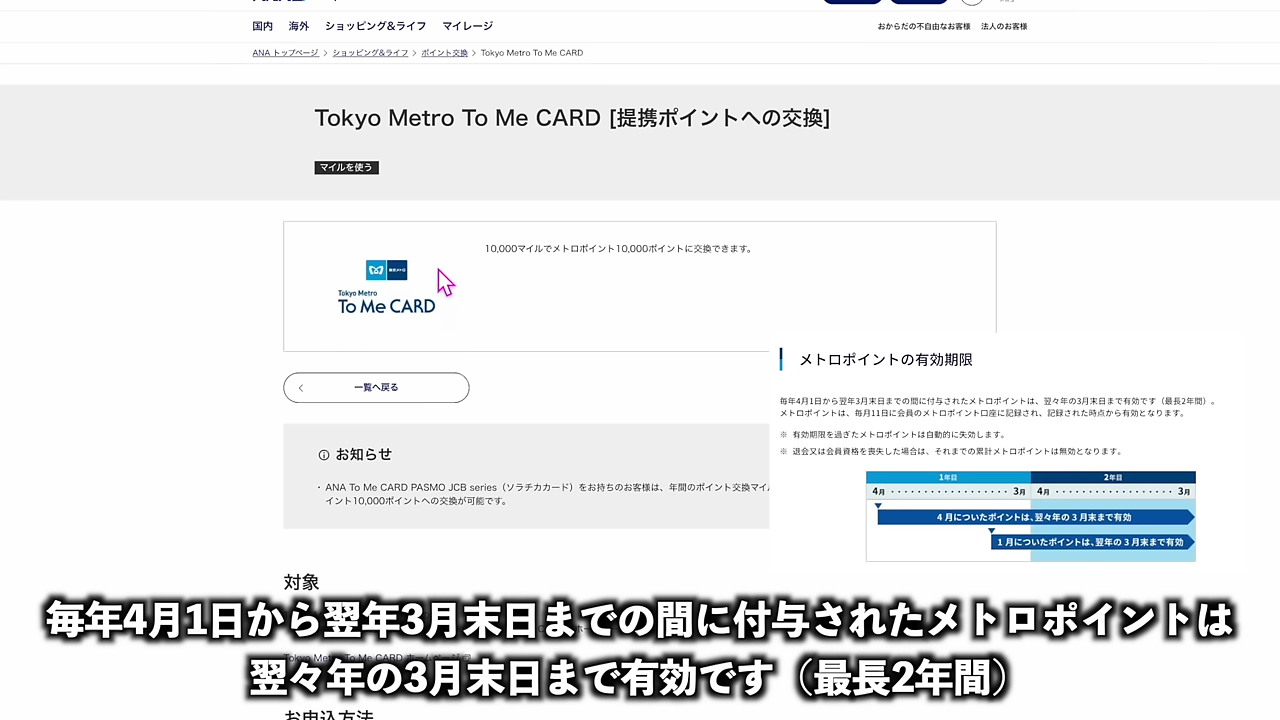 国内 海外 ショッピング&ライフ マイレージ
おからだの不自由なお客様 法人のお客様
ANA トップページ > ショッピング&ライフ > ポイント交換 > Tokyo Metro To Me CARD
Tokyo Metro To Me CARD [提携ポイントへの交換]
マイルを使う
10,000マイルでメトロポイント10,000ポイントに交換できます。
東京メトロ
Tokyo Metro
To Me CARD
一覧へ戻る
お知らせ
・ANA To Me CARD PASMO JCB series（ソラチカカード）をお持ちのお客様は、年間のポイント交換マイル
イント10,000ポイントへの交換が可能です。
メトロポイントの有効期限
毎年4月1日から翌年3月末日までの間に付与されたメトロポイントは、翌々年の3月末日まで有効です（最長2年間）。
メトロポイントは、毎月11日に会員のメトロポイント口座に記録され、記録された時点から有効となります。
※ 有効期限を過ぎたメトロポイントは自動的に失効します。
※ 退会又は会員資格を喪失した場合は、それまでの累計メトロポイントは無効となります。
1年目 2年目
4月 3月 4月 3月
4月についたポイントは、翌々年の3月末まで有効
1月についたポイントは、翌年の3月末まで有効
対象
毎年4月1日から翌年3月末日までの間に付与されたメトロポイントは
翌々年の3月末日まで有効です（最長2年間）
Tokyo Metro To Me CARD ホームページ
お申込方法